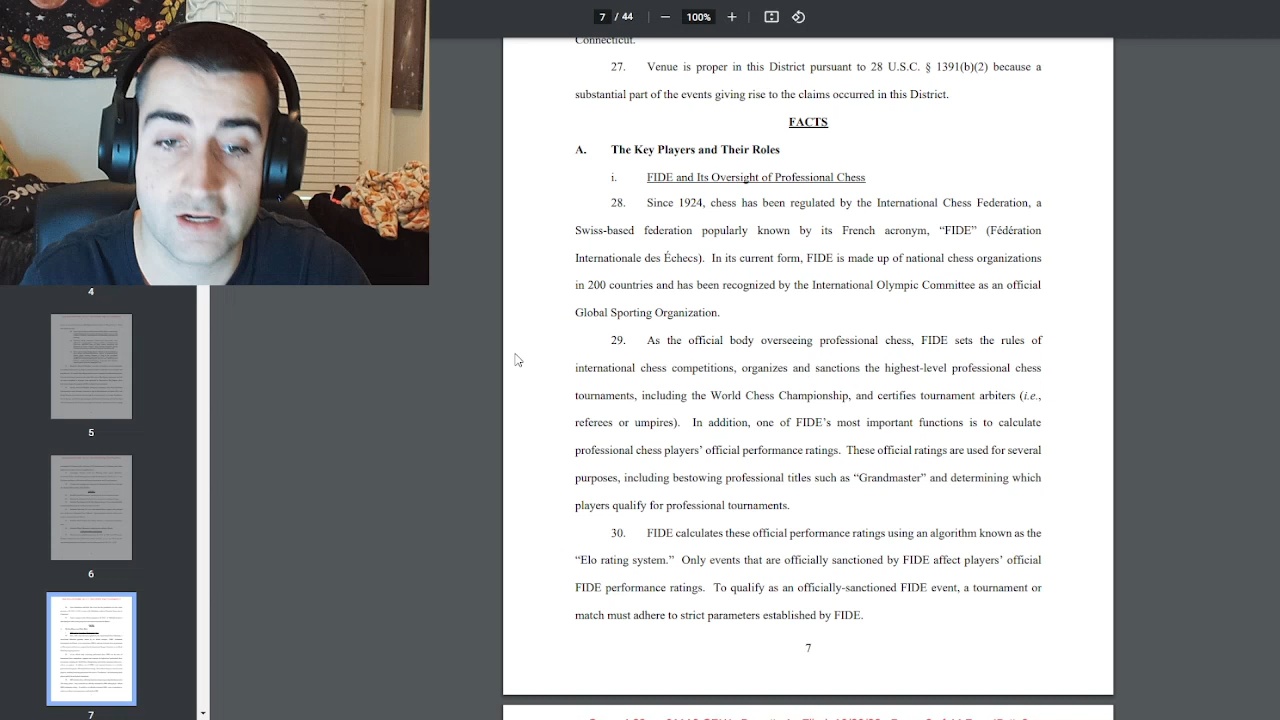 7 / 44
100%
Connecticut.
27. Venue is proper in this District pursuant to 28 U.S.C. § 1391(b)(2) because a
substantial part of the events giving rise to the claims occurred in this District.
FACTS
A. The Key Players and Their Roles
i. FIDE and Its Oversight of Professional Chess
28. Since 1924, chess has been regulated by the International Chess Federation, a
Swiss-based federation popularly known by its French acronym, “FIDE” (Fédération
Internationale des Échecs). In its current form, FIDE is made up of national chess organizations
in 200 countries and has been recognized by the International Olympic Committee as an official
Global Sporting Organization.
29. As the official body overseeing professional chess, FIDE sets the rules of
international chess competitions, organizes and sanctions the highest-level professional chess
tournaments, including the World Chess Championship, and certifies tournament arbiters (i.e.,
referees or umpires). In addition, one of FIDE’s most important functions is to calculate
professional chess players’ official performance ratings. These official ratings are used for several
purposes, including bestowing professional titles such as “Grandmaster” and determining which
players qualify for professional tournaments.
30. FIDE calculates these official performance ratings using an algorithm known as the
“Elo rating system.” Only events that are officially sanctioned by FIDE affect players’ official
FIDE performance ratings. To qualify as an officially-sanctioned FIDE event, a tournament or
match must adhere to strict parameters established by FIDE.
7
4
5
6
7